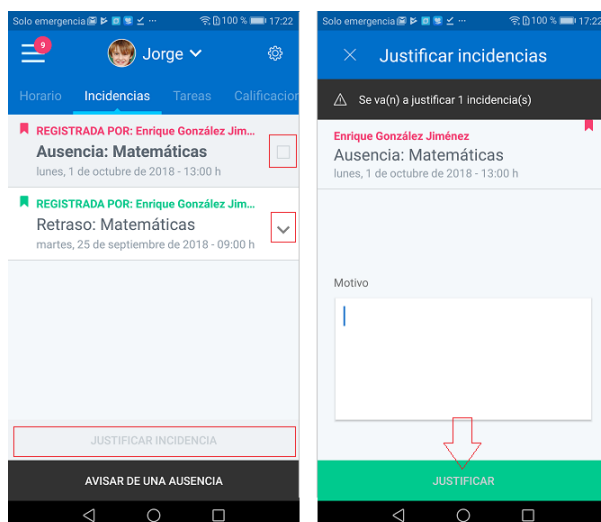 Solo emergencia ... 100 % 17:22
9
Jorge
Horario Incidencias Tareas Calificacion
REGISTRADA POR: Enrique González Jim...
Ausencia: Matemáticas
lunes, 1 de octubre de 2018 - 13:00 h
REGISTRADA POR: Enrique González Jim...
Retraso: Matemáticas
martes, 25 de septiembre de 2018 - 09:00 h
JUSTIFICAR INCIDENCIA
AVISAR DE UNA AUSENCIA
Solo emergencia ... 100 % 17:22
Justificar incidencias
Se va(n) a justificar 1 incidencia(s)
Enrique González Jiménez
Ausencia: Matemáticas
lunes, 1 de octubre de 2018 - 13:00 h
Motivo
JUSTIFICAR